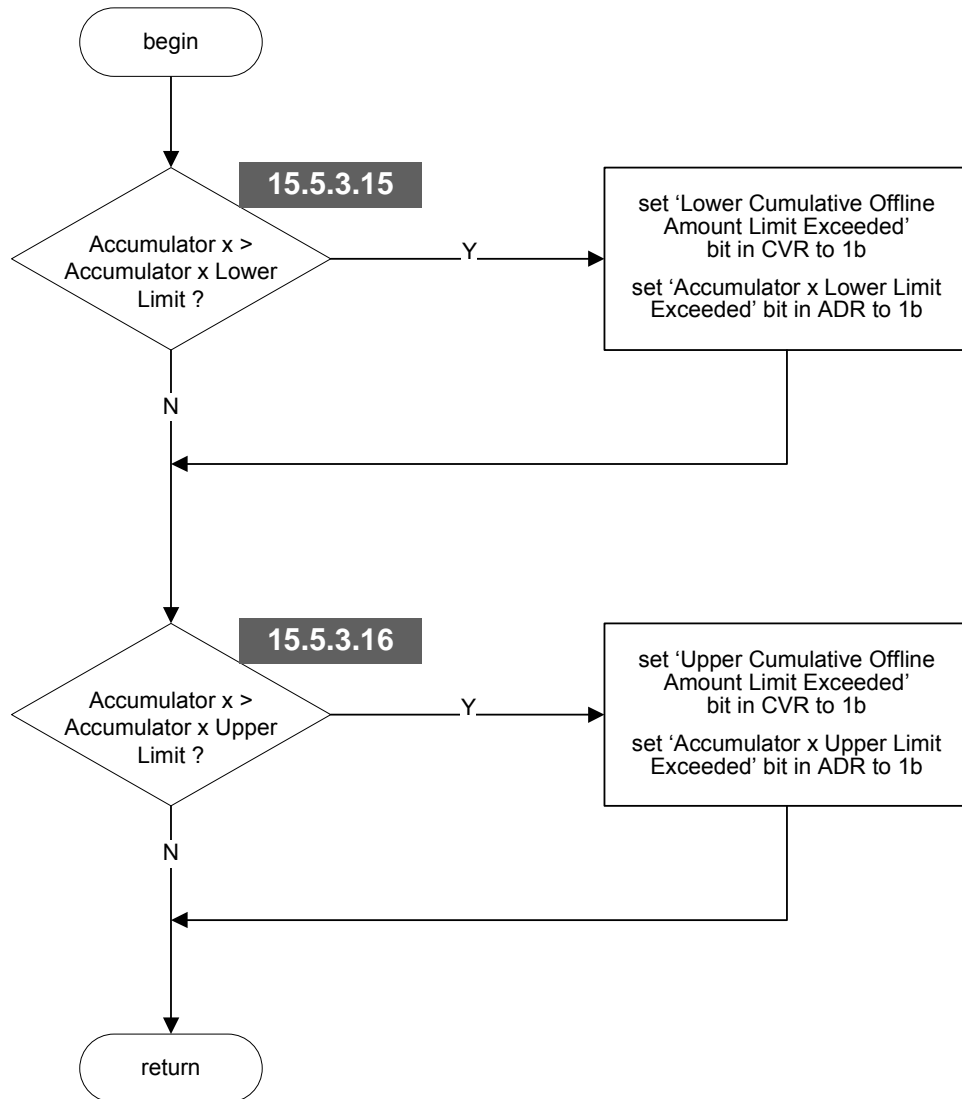 begin
15.5.3.15
Accumulator x >
Accumulator x Lower
Limit ?
Y
set ‘Lower Cumulative Offline
Amount Limit Exceeded’
bit in CVR to 1b
set ‘Accumulator x Lower Limit
Exceeded’ bit in ADR to 1b
N
15.5.3.16
Accumulator x >
Accumulator x Upper
Limit ?
Y
set ‘Upper Cumulative Offline
Amount Limit Exceeded’
bit in CVR to 1b
set ‘Accumulator x Upper Limit
Exceeded’ bit in ADR to 1b
N
return